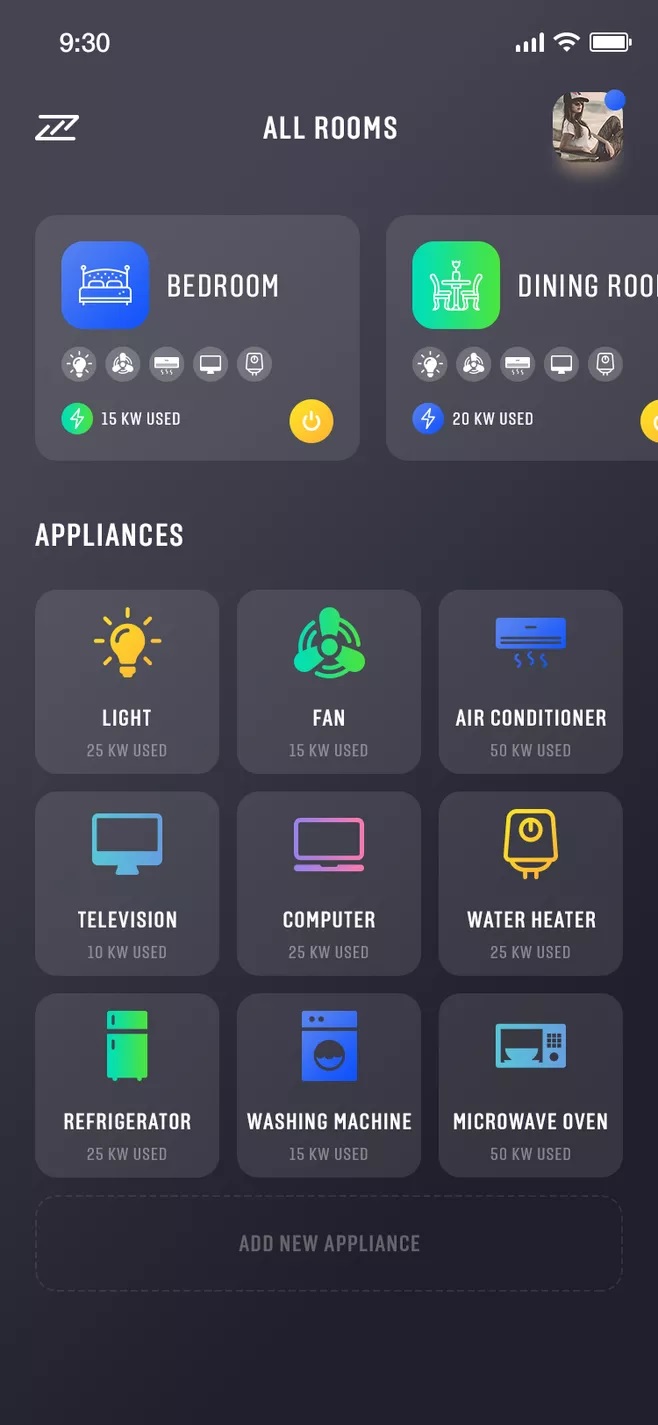 9:30
ALL ROOMS
BEDROOM
15 KW USED
DINING
20 KW USED
APPLIANCES
LIGHT
25 KW USED
FAN
15 KW USED
AIR CONDITIONER
50 KW USED
TELEVISION
10 KW USED
COMPUTER
25 KW USED
WATER HEATER
25 KW USED
REFRIGERATOR
25 KW USED
WASHING MACHINE
15 KW USED
MICROWAVE OVEN
50 KW USED
ADD NEW APPLIANCE